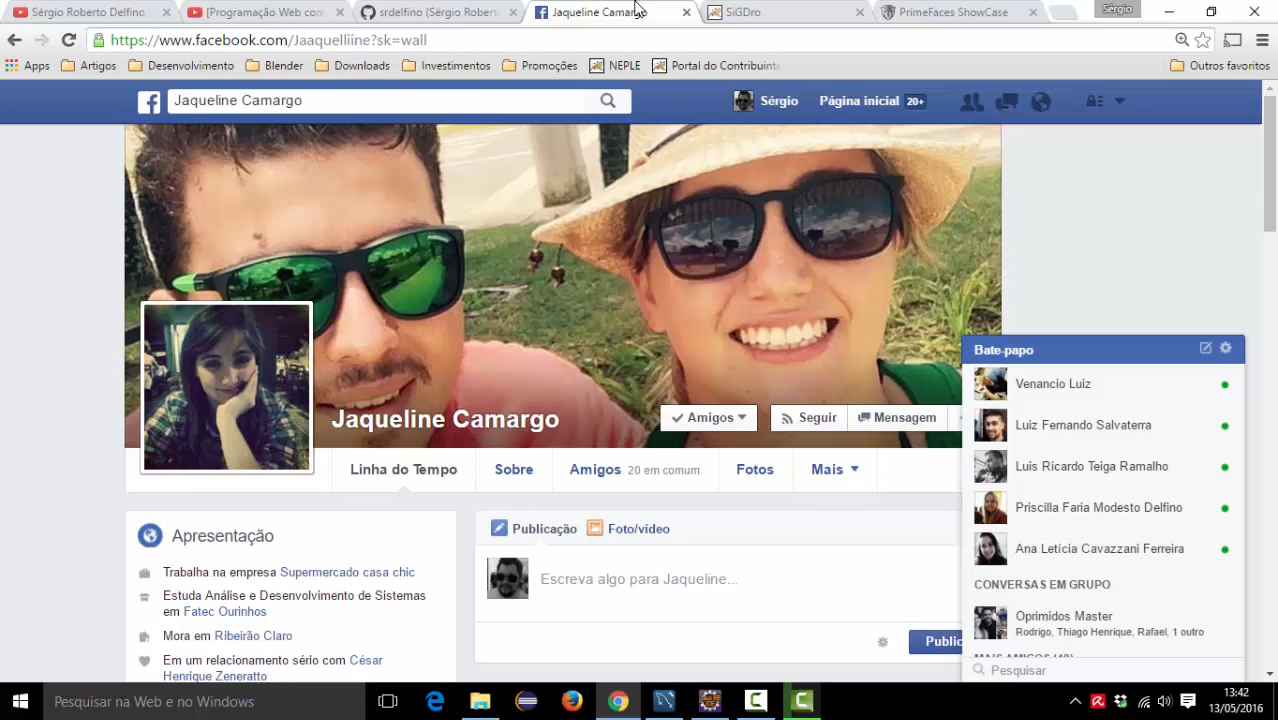 Sérgio Roberto Delfino
[Programação Web com
srdelfino (Sérgio Robert
Jaqueline Camargo
SiGDro
PrimeFaces ShowCase
Sérgio
https://www.facebook.com/Jaaquelliine?sk=wall
Apps
Artigos
Desenvolvimento
Blender
Downloads
Investimentos
Promoções
NEPLE
Portal do Contribuinte
Outros favoritos
Jaqueline Camargo
Sérgio
Página inicial 20+
Jaqueline Camargo
Amigos
Seguir
Mensagem
Linha do Tempo
Sobre
Amigos 20 em comum
Fotos
Mais
Apresentação
Trabalha na empresa Supermercado casa chic
Estuda Análise e Desenvolvimento de Sistemas
em Fatec Ourinhos
Mora em Ribeirão Claro
Em um relacionamento sério com César
Henrique Zeneratto
Publicação
Foto/vídeo
Escreva algo para Jaqueline...
Public
Bate-papo
Venancio Luiz
Luiz Fernando Salvaterra
Luis Ricardo Teiga Ramalho
Priscilla Faria Modesto Delfino
Ana Letícia Cavazzani Ferreira
CONVERSAS EM GRUPO
Oprimidos Master
Rodrigo, Thiago Henrique, Rafael, 1 outro
Pesquisar
Pesquisar na Web e no Windows
13:42
13/05/2016